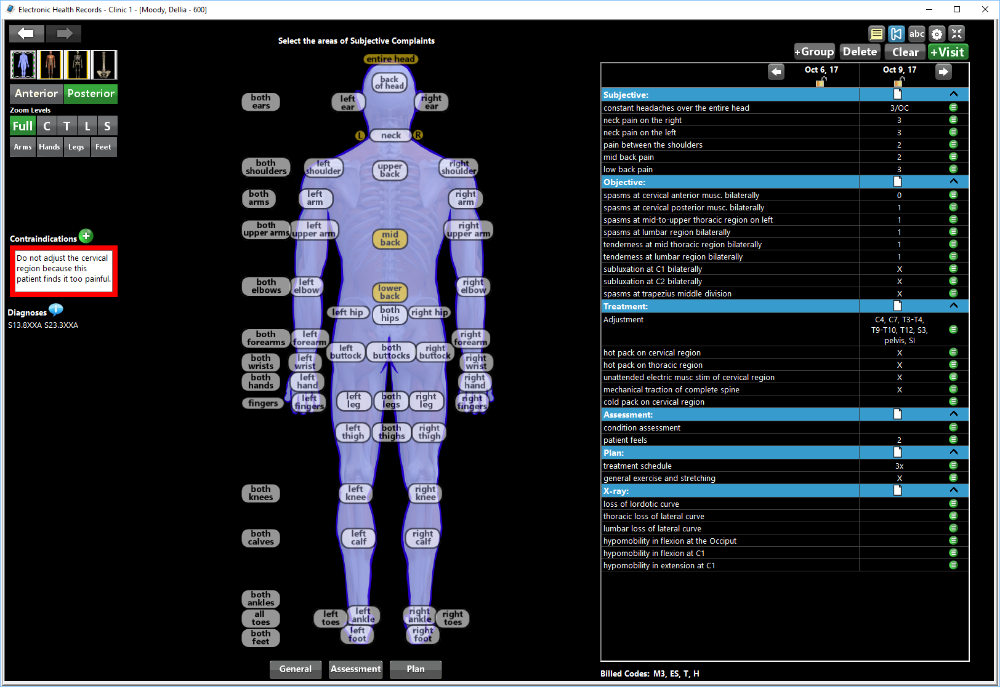 Electronic Health Records - Clinic 1 - [Moody, Dellia - 600]
Select the areas of Subjective Complaints
abc
+Group Delete Clear +Visit
Anterior Posterior
Zoom Levels
Full C T L S
Arms Hands Legs Feet
Contraindications
Do not adjust the cervical
region because this
patient finds it too painful.
Diagnoses
S13.8XXA S23.3XXA
entire head
back
of head
both
ears
left
ear
right
ear
L
neck
R
both
shoulders
left
shoulder
upper
back
right
shoulder
both
arms
left
arm
right
arm
both
upper arms
left
upper arm
mid
back
right
upper arm
both
elbows
left
elbow
lower
back
right
elbow
left hip
both
hips
right hip
both
forearms
left
forearm
right
forearm
left
buttock
both
buttocks
right
buttock
both
wrists
left
wrist
right
wrist
both
hands
left
hand
right
hand
fingers
left
fingers
left
leg
both
legs
right
leg
right
fingers
left
thigh
both
thighs
right
thigh
both
knees
left
knee
right
knee
both
calves
left
calf
right
calf
both
ankles
left
ankle
right
ankle
all
toes
left
toes
right
toes
both
feet
left
foot
right
foot
General Assessment Plan
Oct 6, 17 Oct 9, 17
Subjective:
constant headaches over the entire head 3/OC
neck pain on the right 3
neck pain on the left 3
pain between the shoulders 2
mid back pain 2
low back pain 3
Objective:
spasms at cervical anterior musc. bilaterally 0
spasms at cervical posterior musc. bilaterally 1
spasms at mid-to-upper thoracic region on left 1
spasms at lumbar region bilaterally 1
tenderness at mid thoracic region bilaterally 1
tenderness at lumbar region bilaterally 1
subluxation at C1 bilaterally X
subluxation at C2 bilaterally X
spasms at trapezius middle division X
Treatment:
Adjustment C4, C7, T3-T4,
T9-T10, T12, S3,
pelvis, SI
hot pack on cervical region X
hot pack on thoracic region X
unattended electric musc stim of cervical region X
mechanical traction of complete spine X
cold pack on cervical region
Assessment:
condition assessment
patient feels 2
Plan:
treatment schedule 3x
general exercise and stretching X
X-ray:
loss of lordotic curve
thoracic loss of lateral curve
lumbar loss of lateral curve
hypomobility in flexion at the Occiput
hypomobility in flexion at C1
hypomobility in extension at C1
Billed Codes: M3, ES, T, H